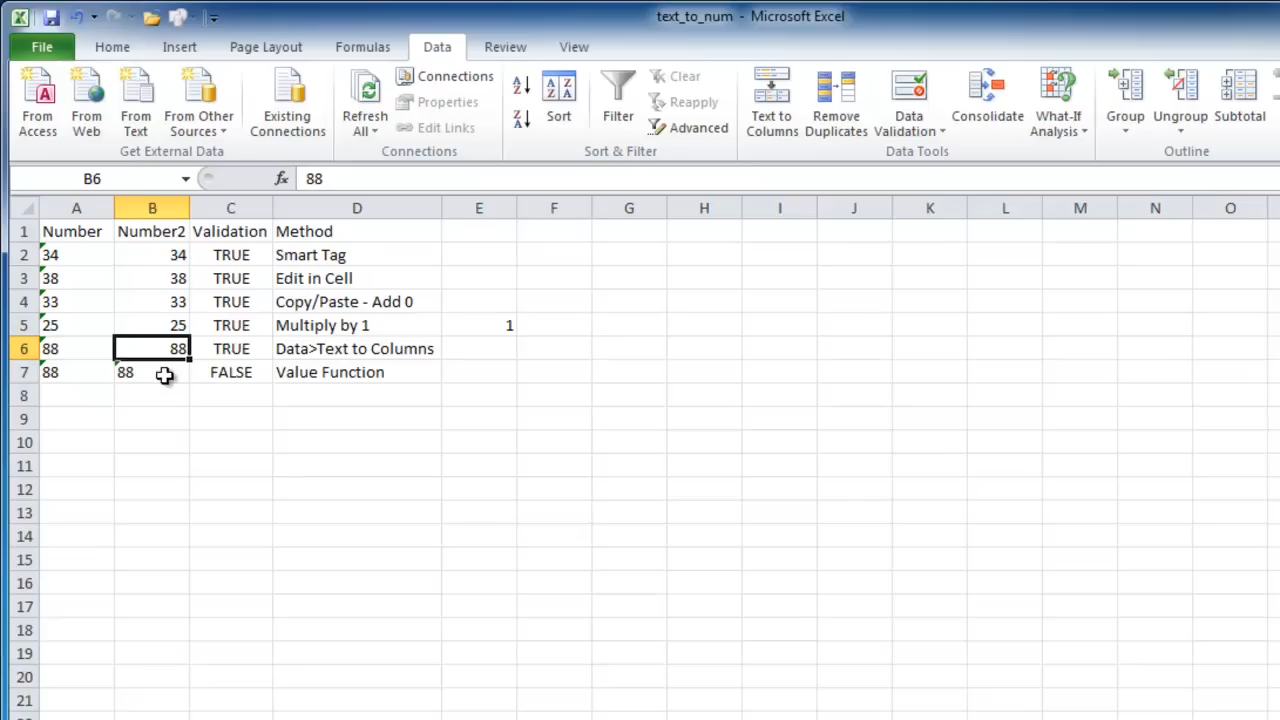 text_to_num - Microsoft Excel
File Home Insert Page Layout Formulas Data Review View
From Access From Web From Text From Other Sources Existing Connections Refresh All Connections Properties Edit Links Sort Filter Clear Reapply Advanced Text to Columns Remove Duplicates Data Validation Consolidate What-If Analysis Group Ungroup Subtotal
Get External Data Connections Sort & Filter Data Tools Outline
B6 fx 88
A B C D E F G H I J K L M N O
1 Number Number2 Validation Method
2 34 34 TRUE Smart Tag
3 38 38 TRUE Edit in Cell
4 33 33 TRUE Copy/Paste - Add 0
5 25 25 TRUE Multiply by 1 1
6 88 88 TRUE Data>Text to Columns
7 88 88 FALSE Value Function
8
9
10
11
12
13
14
15
16
17
18
19
20
21